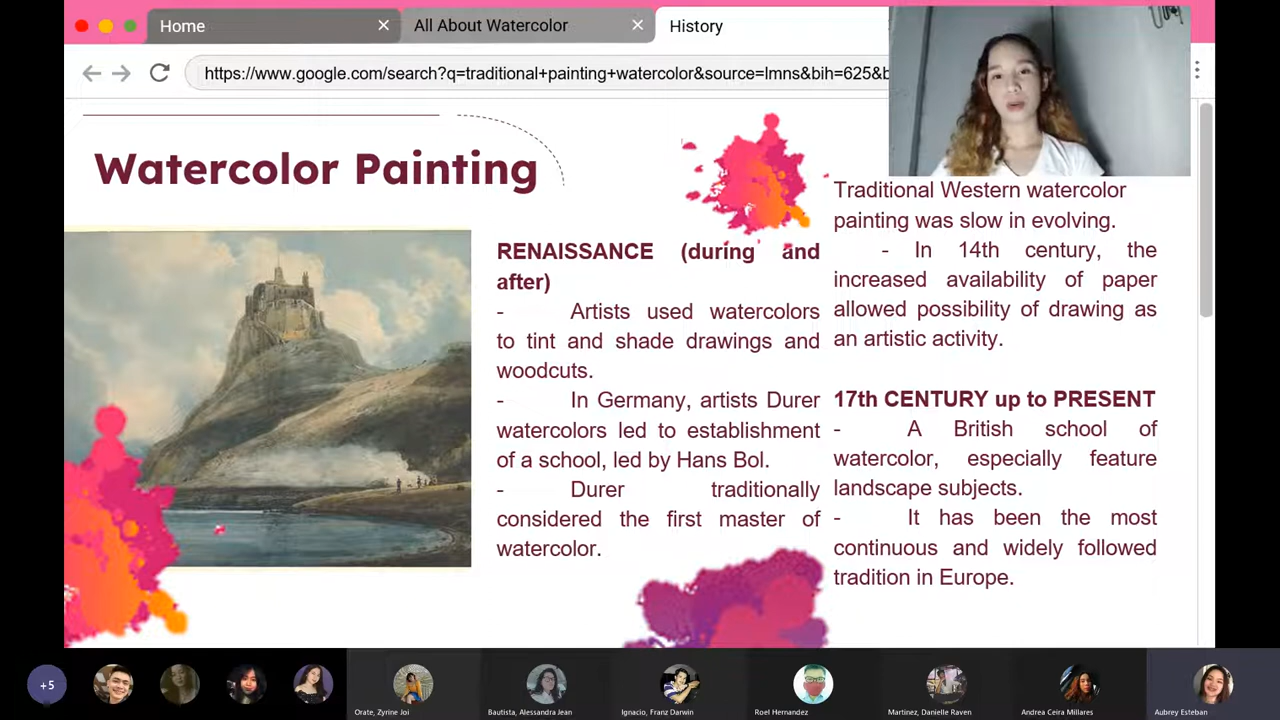 Home
All About Watercolor
History
https://www.google.com/search?q=traditional+painting+watercolor&source=lmns&bih=625&b
Watercolor Painting
RENAISSANCE (during and
after)
- Artists used watercolors
to tint and shade drawings and
woodcuts.
- In Germany, artists Durer
watercolors led to establishment
of a school, led by Hans Bol.
- Durer traditionally
considered the first master of
watercolor.
Traditional Western watercolor
painting was slow in evolving.
- In 14th century, the
increased availability of paper
allowed possibility of drawing as
an artistic activity.
17th CENTURY up to PRESENT
- A British school of
watercolor, especially feature
landscape subjects.
- It has been the most
continuous and widely followed
tradition in Europe.
+5
Orate, Zyrine Joi
Bautista, Alessandra Jean
Ignacio, Franz Darwin
Roel Hernandez
Martinez, Danielle Raven
Andrea Ceira Millares
Aubrey Esteban